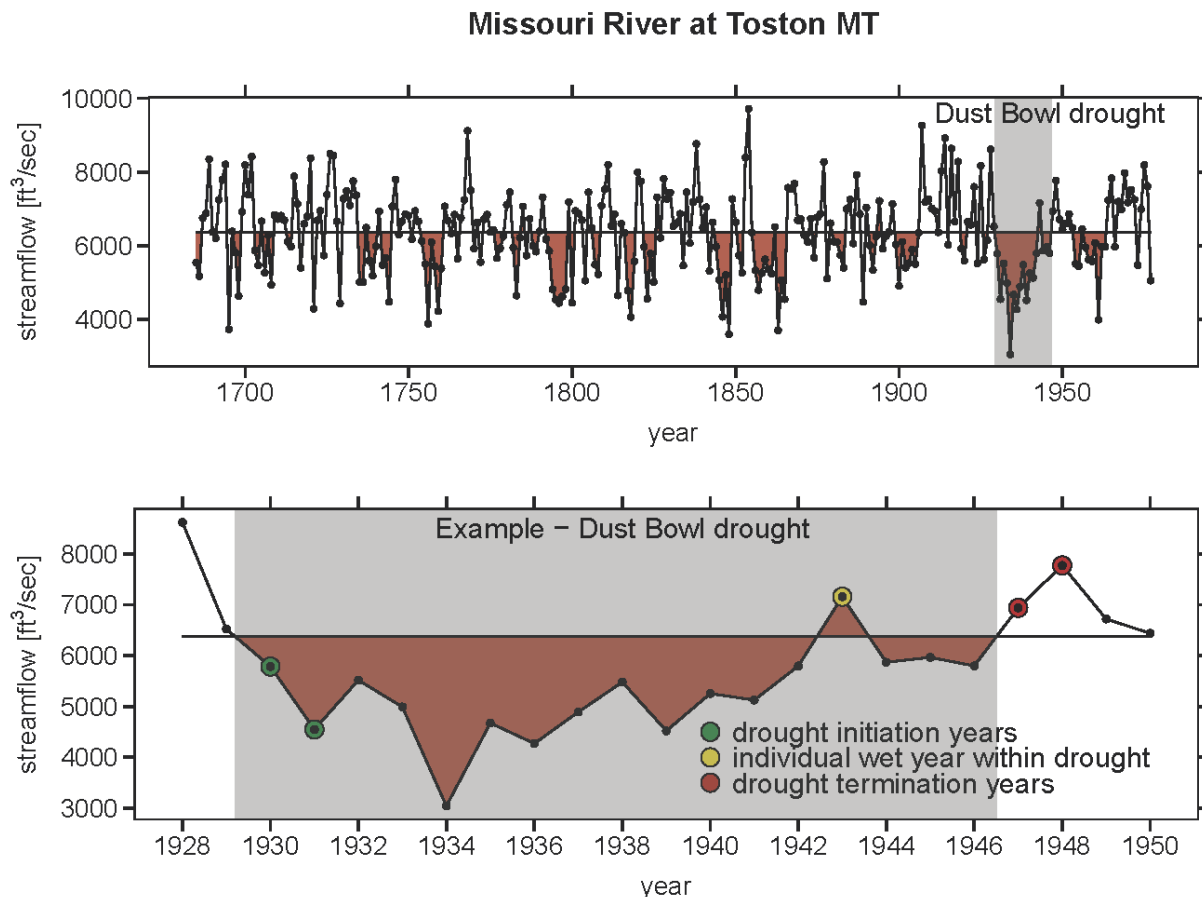 Missouri River at Toston MT
Dust Bowl drought
streamflow [ft³/sec]
10000
8000
6000
4000
1700
1750
1800
1850
1900
1950
year
Example − Dust Bowl drought
streamflow [ft³/sec]
8000
7000
6000
5000
4000
3000
drought initiation years
individual wet year within drought
drought termination years
1928
1930
1932
1934
1936
1938
1940
1942
1944
1946
1948
1950
year